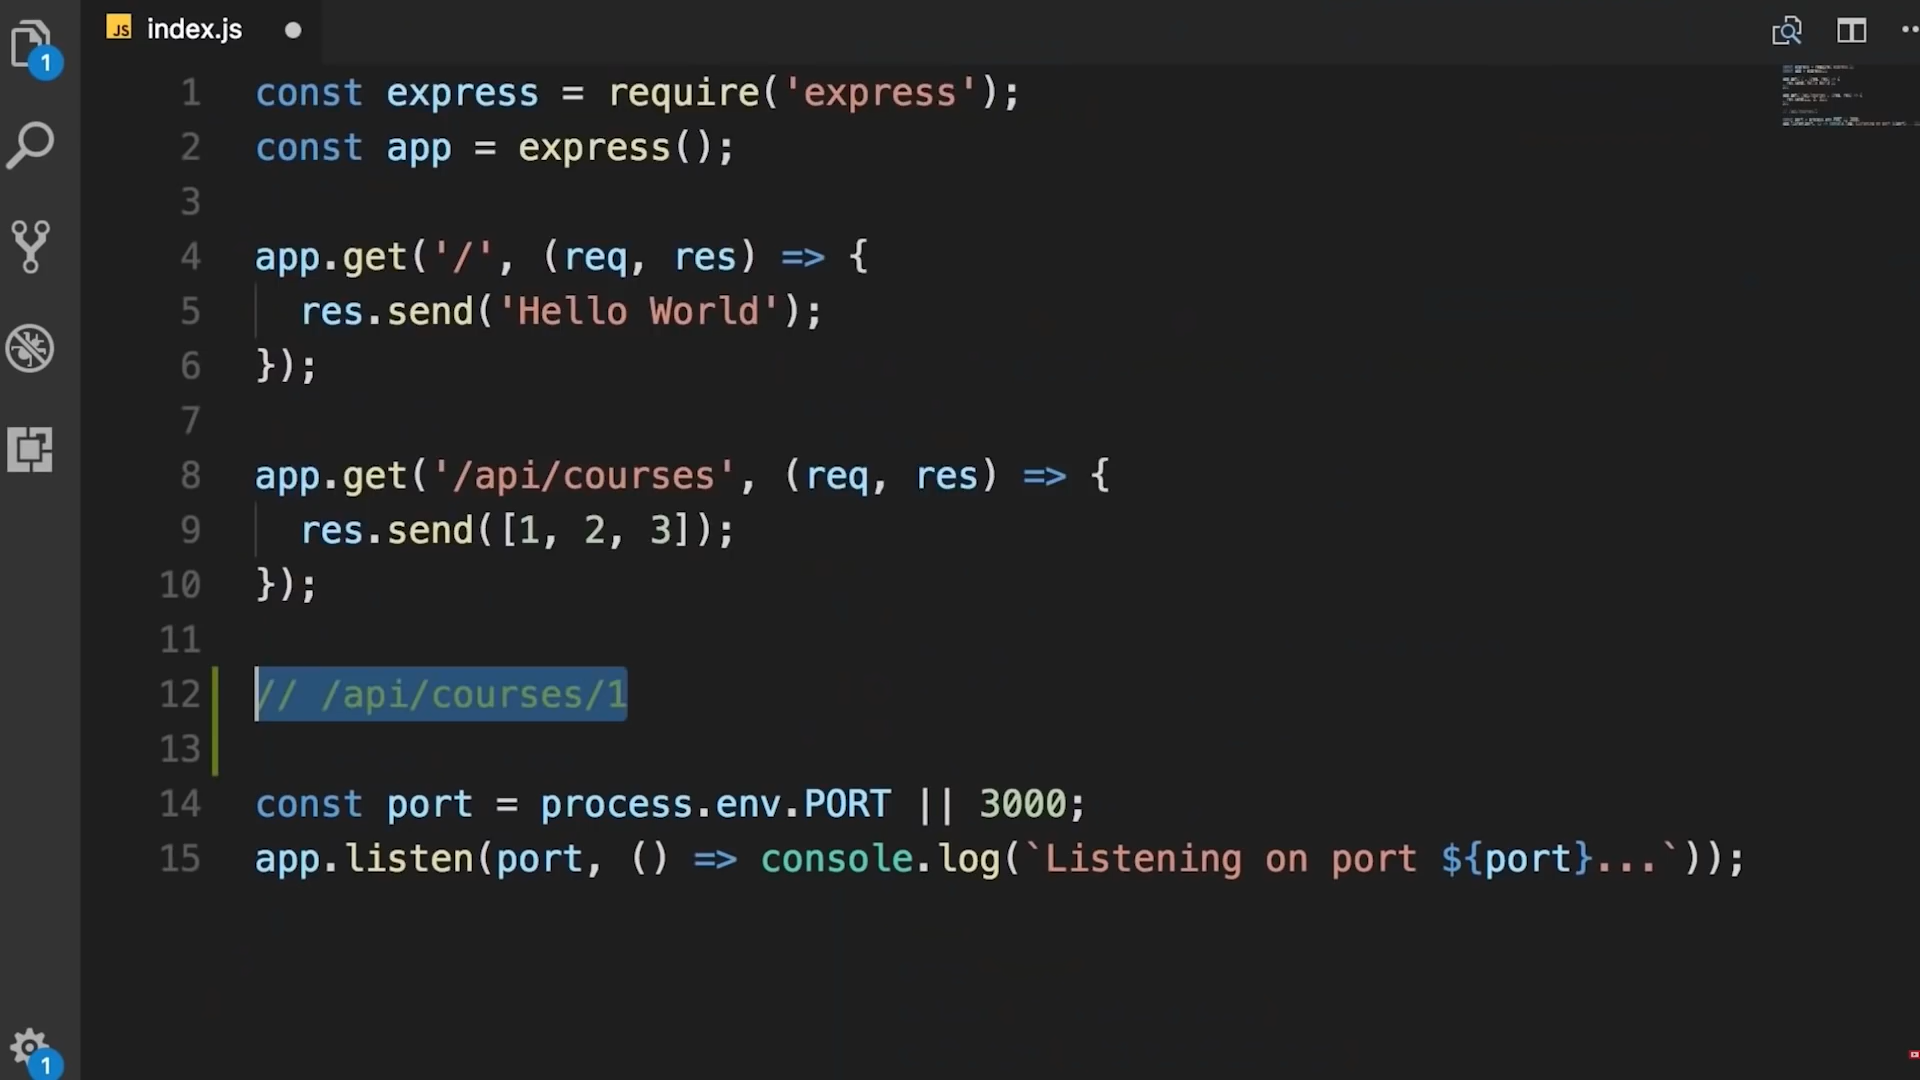 JS index.js
1 const express = require('express');
2 const app = express();
3
4 app.get('/', (req, res) => {
5   res.send('Hello World');
6 });
7
8 app.get('/api/courses', (req, res) => {
9   res.send([1, 2, 3]);
10 });
11
12 // /api/courses/1
13
14 const port = process.env.PORT || 3000;
15 app.listen(port, () => console.log(`Listening on port ${port}...`));
1
1